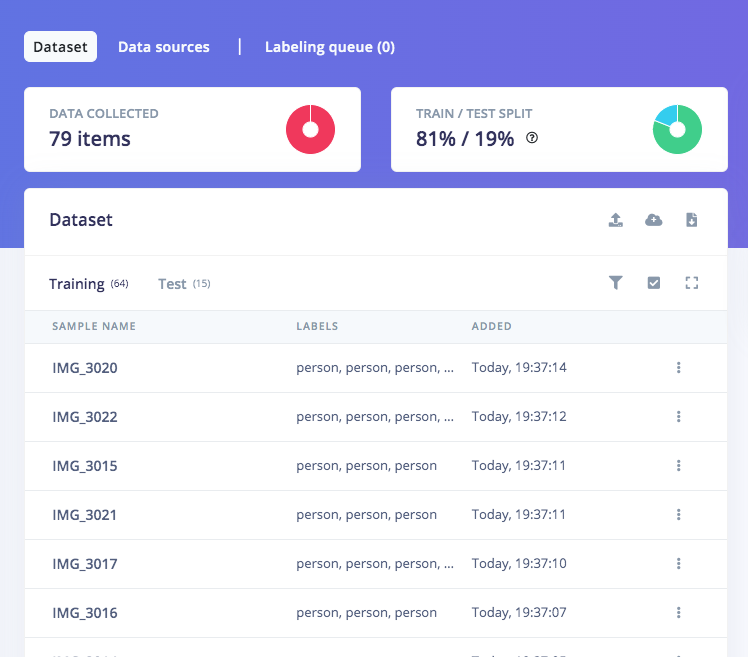 Dataset Data sources | Labeling queue (0)
DATA COLLECTED
79 items
TRAIN / TEST SPLIT
81% / 19%
Dataset
Training (64) Test (15)
SAMPLE NAME LABELS ADDED
IMG_3020 person, person, person, ... Today, 19:37:14
IMG_3022 person, person, person, ... Today, 19:37:12
IMG_3015 person, person, person Today, 19:37:11
IMG_3021 person, person, person Today, 19:37:11
IMG_3017 person, person, person, ... Today, 19:37:10
IMG_3016 person, person, person Today, 19:37:07